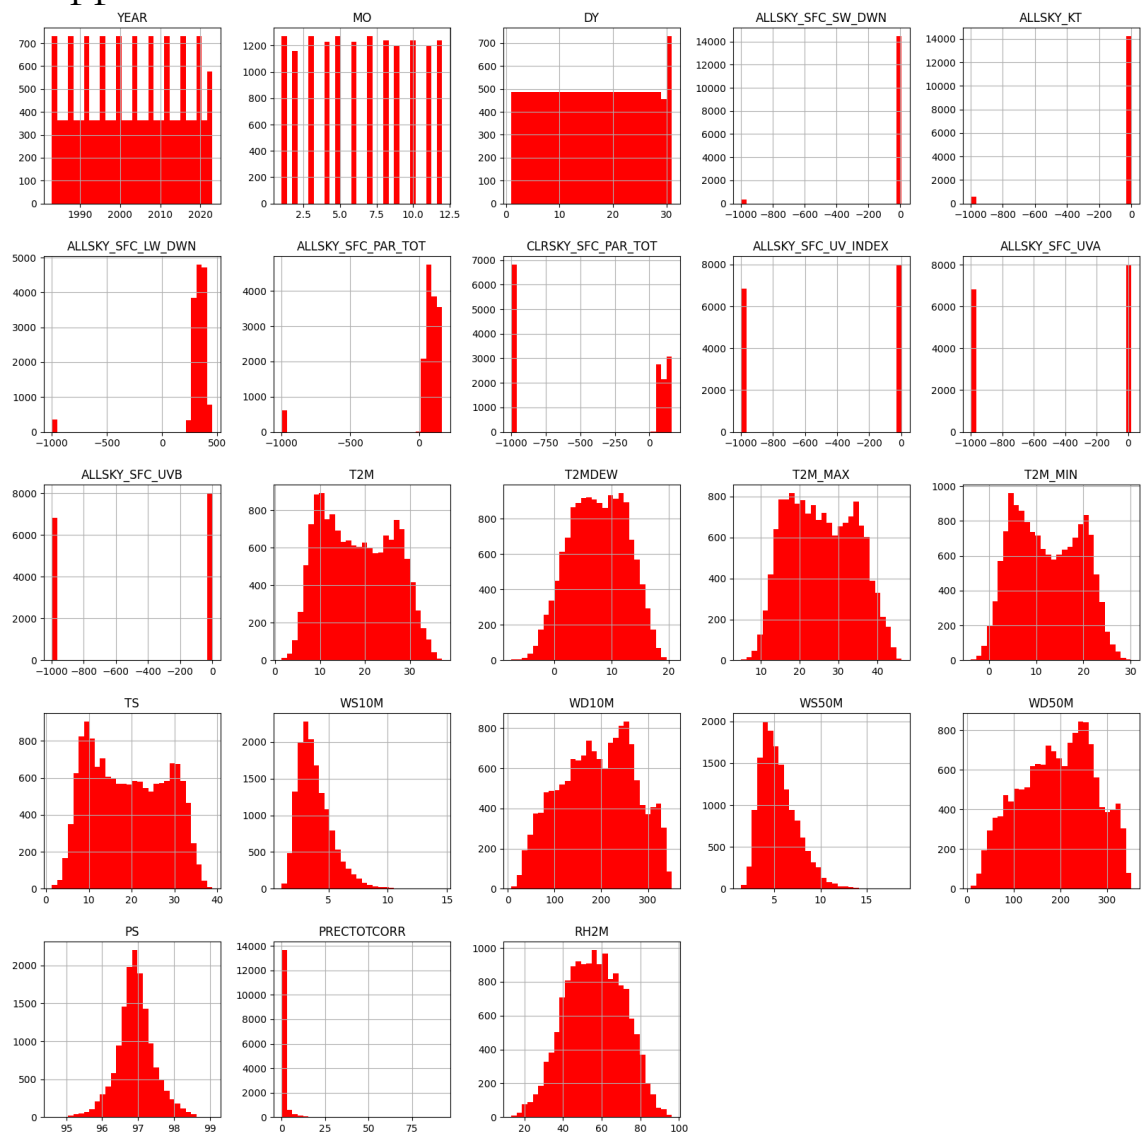 YEAR MO DY ALLSKY_SFC_SW_DWN ALLSKY_KT
700 600 500 400 300 200 100 0
1990 2000 2010 2020
1200 1000 800 600 400 200 0
2.5 5.0 7.5 10.0 12.5
700 600 500 400 300 200 100 0
0 10 20 30
14000 12000 10000 8000 6000 4000 2000 0
−1000 −800 −600 −400 −200 0
14000 12000 10000 8000 6000 4000 2000 0
−1000 −800 −600 −400 −200 0
ALLSKY_SFC_LW_DWN ALLSKY_SFC_PAR_TOT CLRSKY_SFC_PAR_TOT ALLSKY_SFC_UV_INDEX ALLSKY_SFC_UVA
5000 4000 3000 2000 1000 0
−1000 −500 0 500
4000 3000 2000 1000 0
−1000 −500 0
7000 6000 5000 4000 3000 2000 1000 0
−1000 −750 −500 −250 0
8000 6000 4000 2000 0
−1000 −800 −600 −400 −200 0
8000 6000 4000 2000 0
−1000 −800 −600 −400 −200 0
ALLSKY_SFC_UVB T2M T2MDEW T2M_MAX T2M_MIN
8000 6000 4000 2000 0
−1000 −800 −600 −400 −200 0
800 600 400 200 0
0 10 20 30
800 600 400 200 0
0 10 20
800 600 400 200 0
10 20 30 40
1000 800 600 400 200 0
0 10 20 30
TS WS10M WD10M WS50M WD50M
800 600 400 200 0
0 10 20 30 40
2000 1500 1000 500 0
5 10 15
800 600 400 200 0
0 100 200 300
2000 1500 1000 500 0
5 10 15
800 600 400 200 0
0 100 200 300
PS PRECTOTCORR RH2M
2000 1500 1000 500 0
95 96 97 98 99
14000 12000 10000 8000 6000 4000 2000 0
0 25 50 75
1000 800 600 400 200 0
20 40 60 80 100